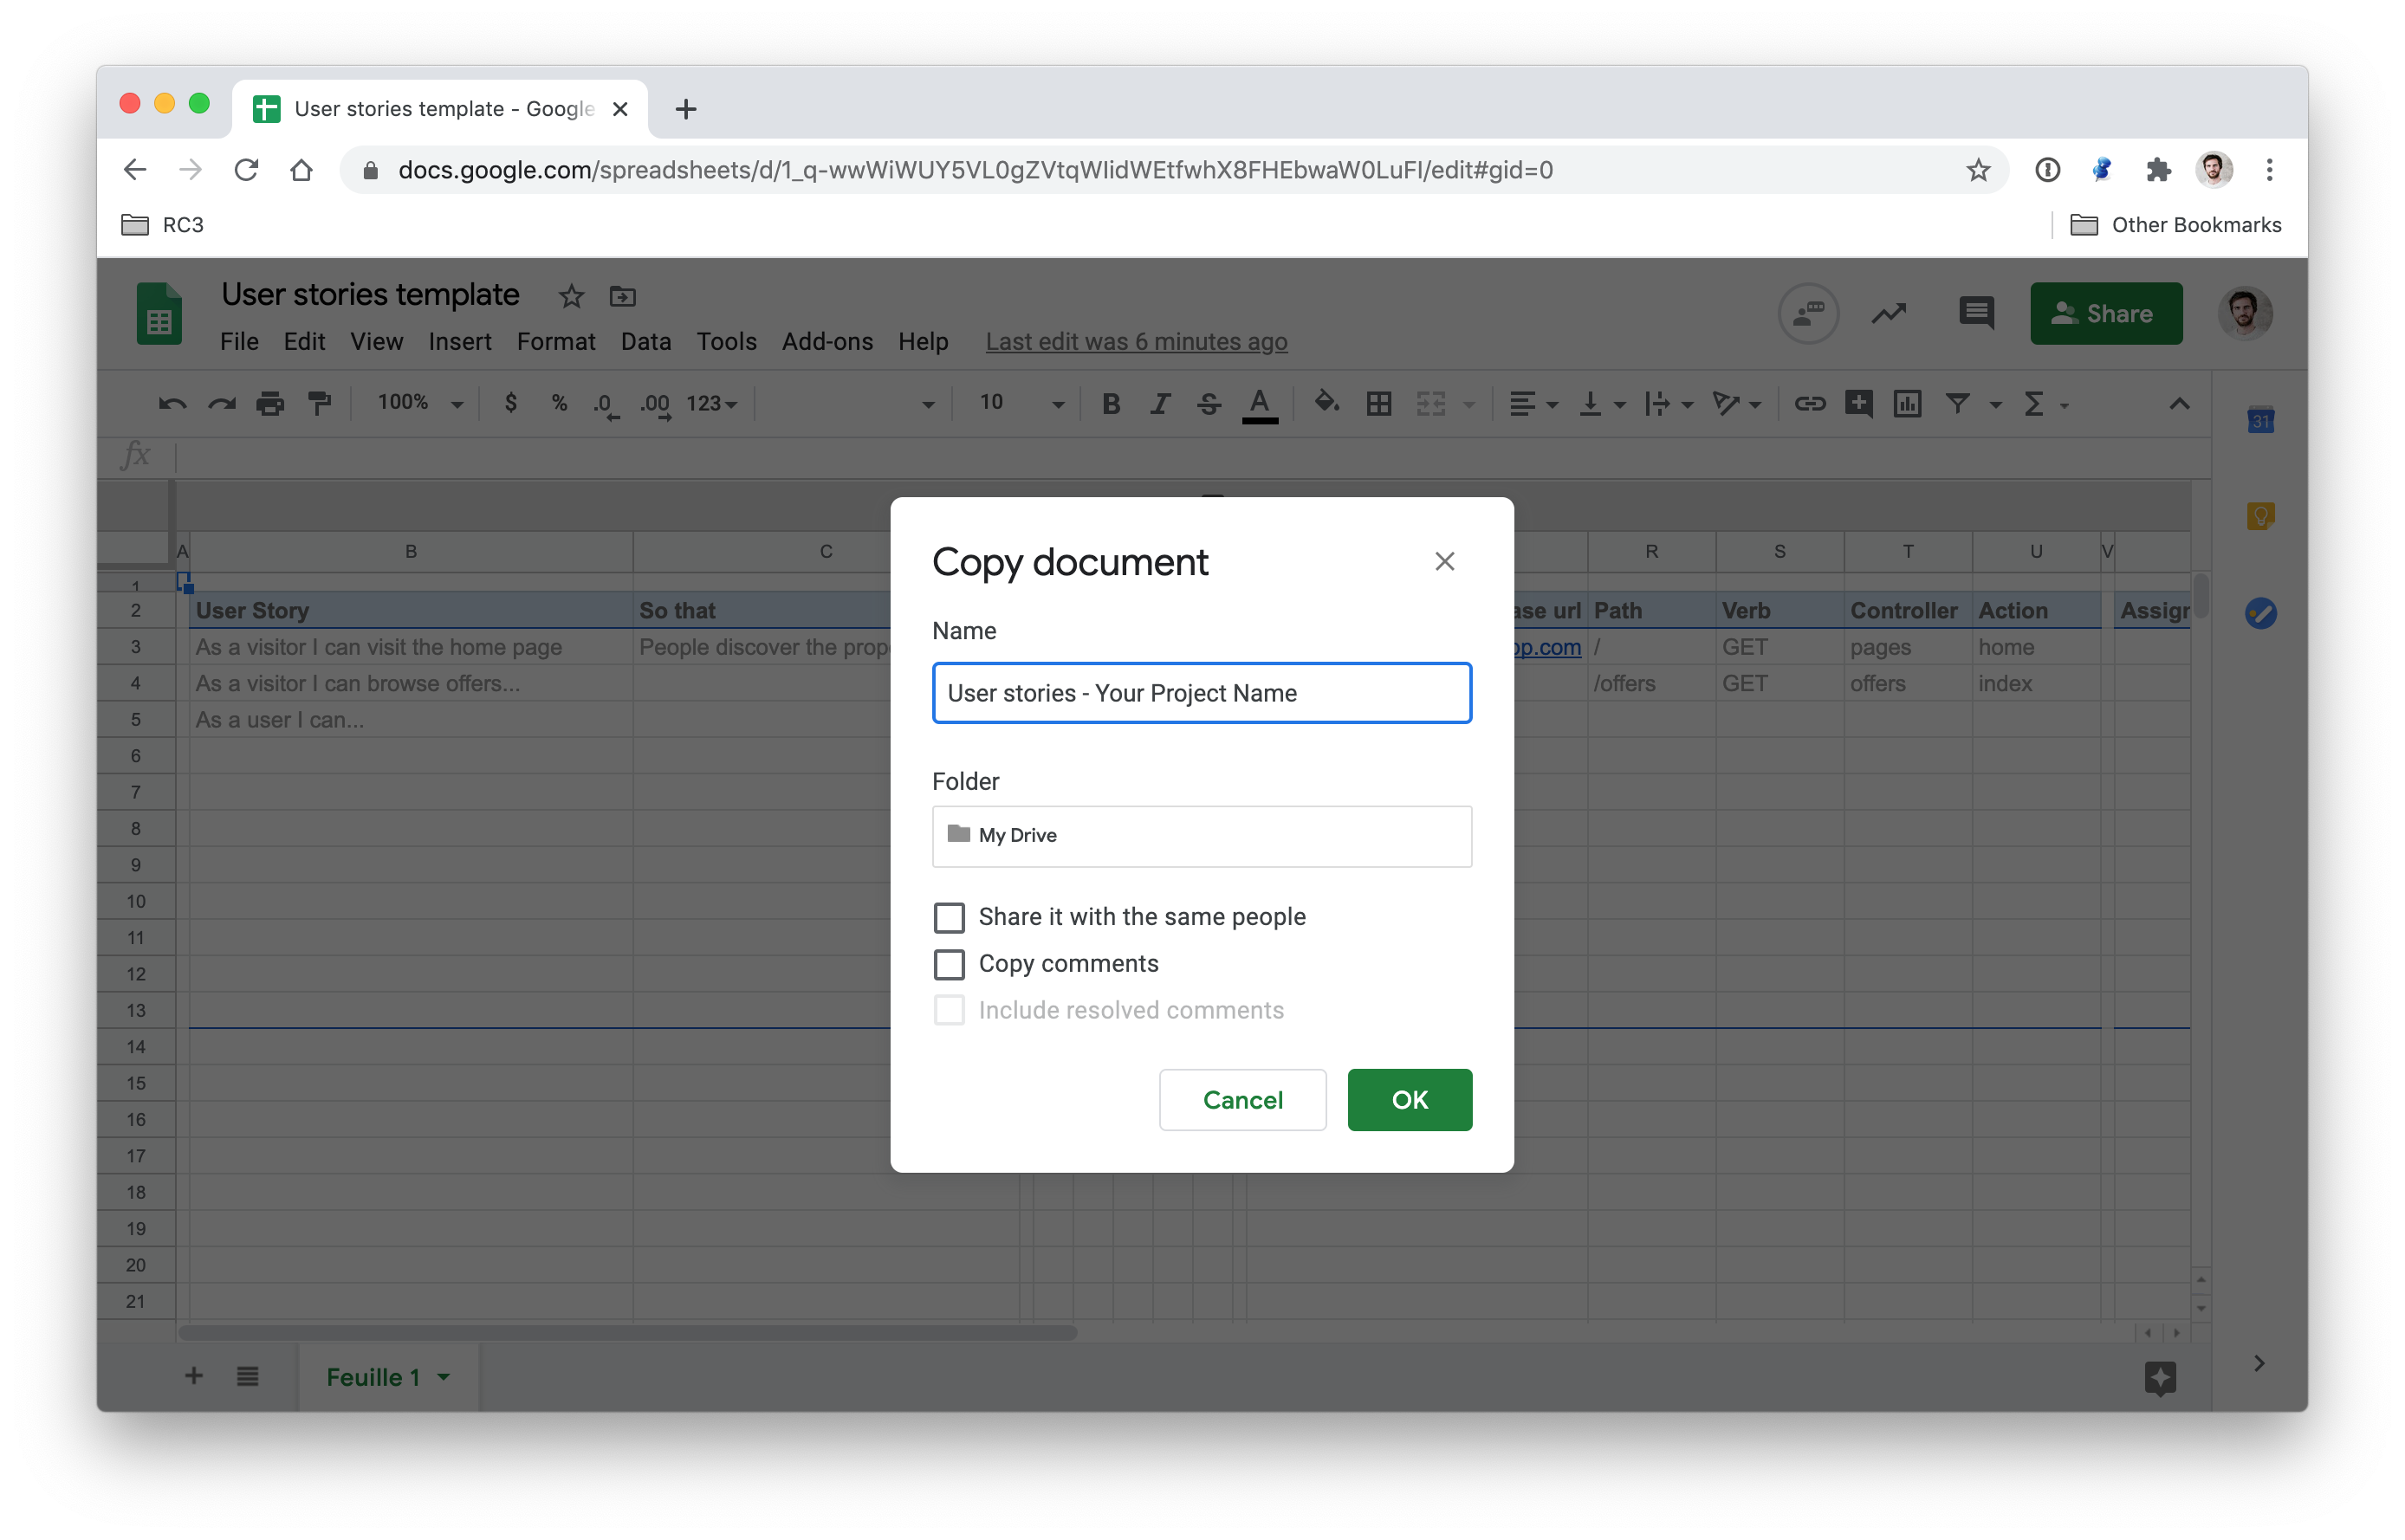 User stories template - Google
docs.google.com/spreadsheets/d/1_q-wwWiWUY5VL0gZVtqWlidWEtfwhX8FHEbwaW0LuFI/edit#gid=0
RC3
Other Bookmarks
User stories template
File Edit View Insert Format Data Tools Add-ons Help Last edit was 6 minutes ago
Share
100% $ % .0 .00 123 10 B I S A Σ
31
fx
A B C R S T U V
1
2 User Story So that ase url Path Verb Controller Action Assign
3 As a visitor I can visit the home page People discover the prop pp.com / GET pages home
4 As a visitor I can browse offers... /offers GET offers index
5 As a user I can...
6
7
8
9
10
11
12
13
14
15
16
17
18
19
20
21
Copy document
Name
User stories - Your Project Name
Folder
My Drive
Share it with the same people
Copy comments
Include resolved comments
Cancel OK
Feuille 1